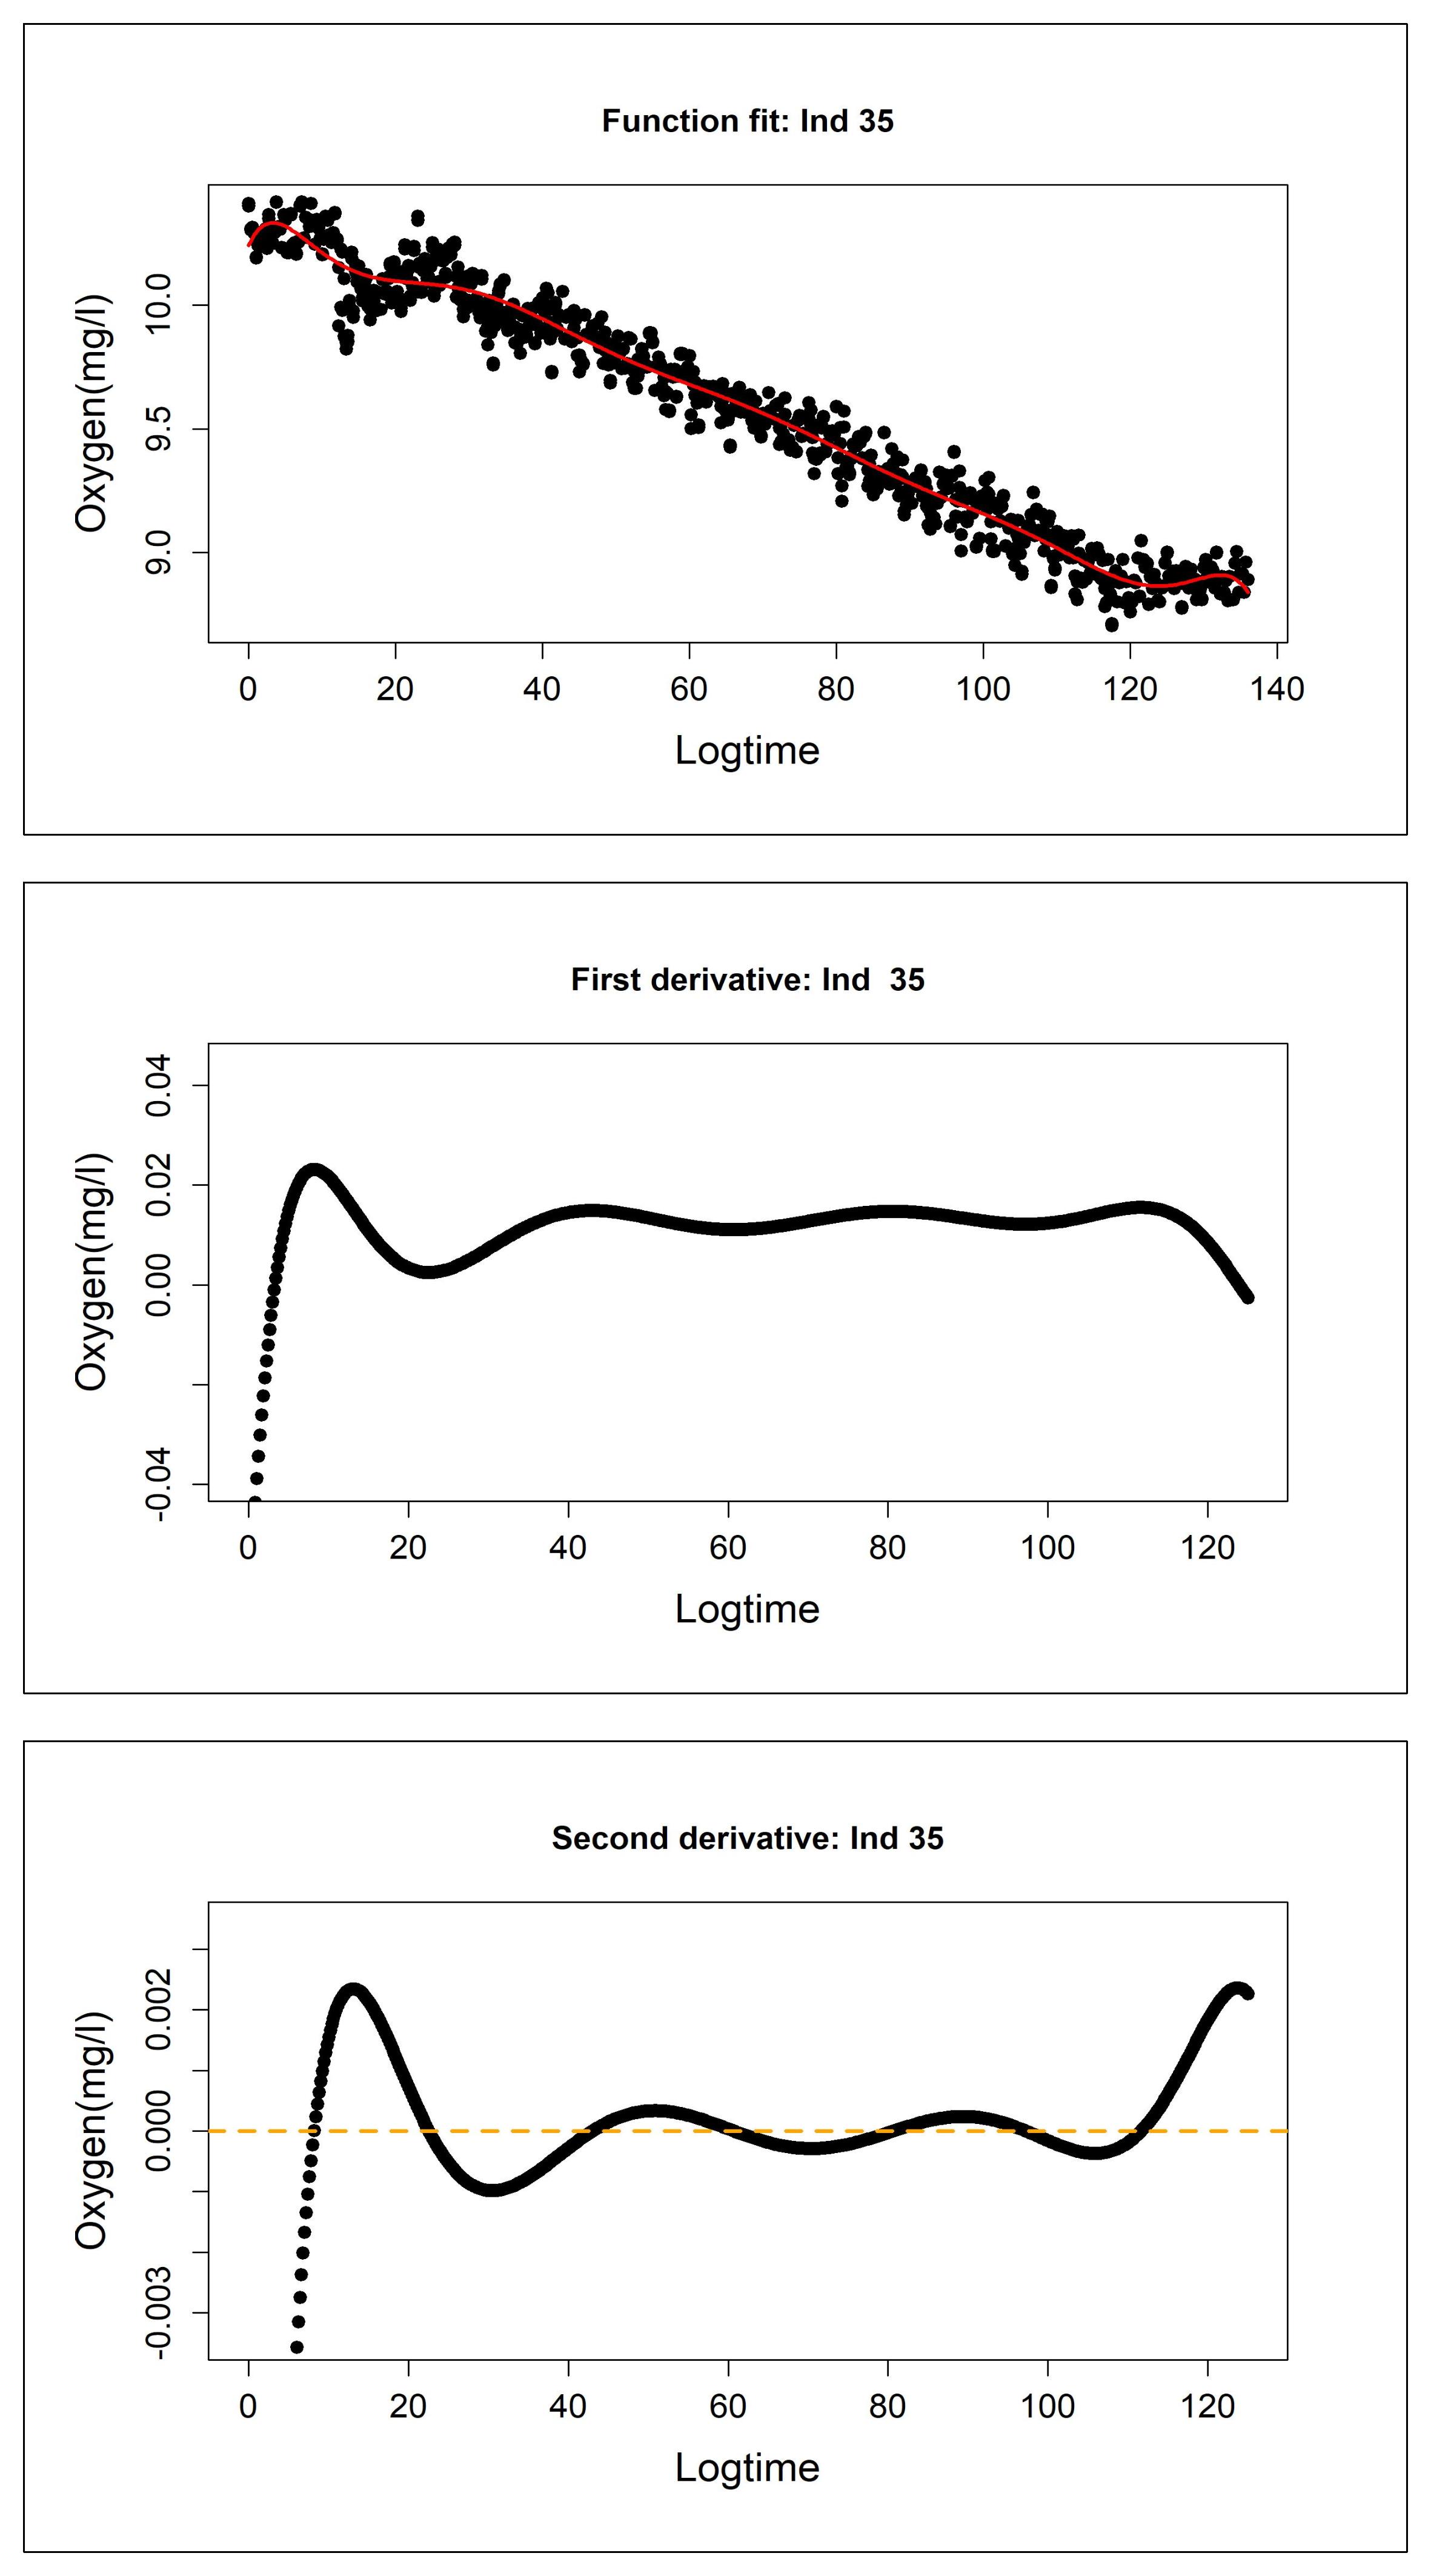 Function fit: Ind 35
Oxygen(mg/l)
10.0
9.5
9.0
0 20 40 60 80 100 120 140
Logtime
First derivative: Ind  35
Oxygen(mg/l)
0.04
0.02
0.00
-0.04
0 20 40 60 80 100 120
Logtime
Second derivative: Ind 35
Oxygen(mg/l)
0.002
0.000
-0.003
0 20 40 60 80 100 120
Logtime